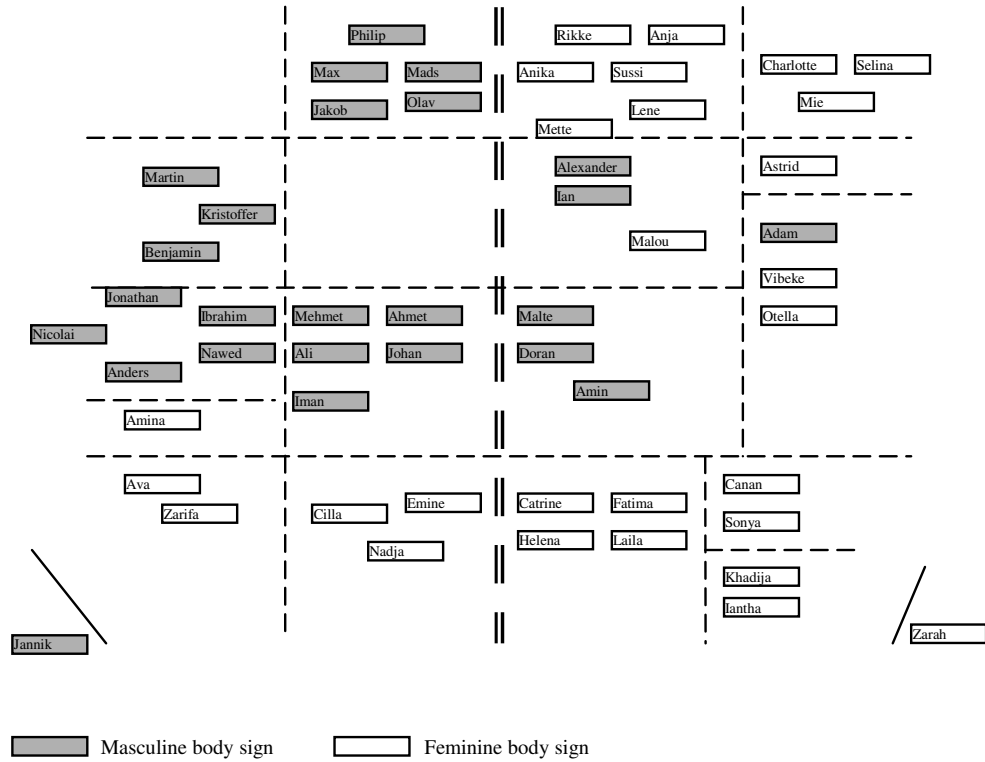 Philip
Rikke
Anja
Max
Mads
Anika
Sussi
Charlotte
Selina
Jakob
Olav
Lene
Mie
Mette
Martin
Alexander
Astrid
Ian
Kristoffer
Benjamin
Malou
Adam
Vibeke
Jonathan
Ibrahim
Mehmet
Ahmet
Malte
Otella
Nicolai
Nawed
Ali
Johan
Doran
Anders
Iman
Amin
Amina
Ava
Canan
Zarifa
Cilla
Emine
Catrine
Fatima
Sonya
Nadja
Helena
Laila
Khadija
Iantha
Jannik
Zarah
Masculine body sign
Feminine body sign